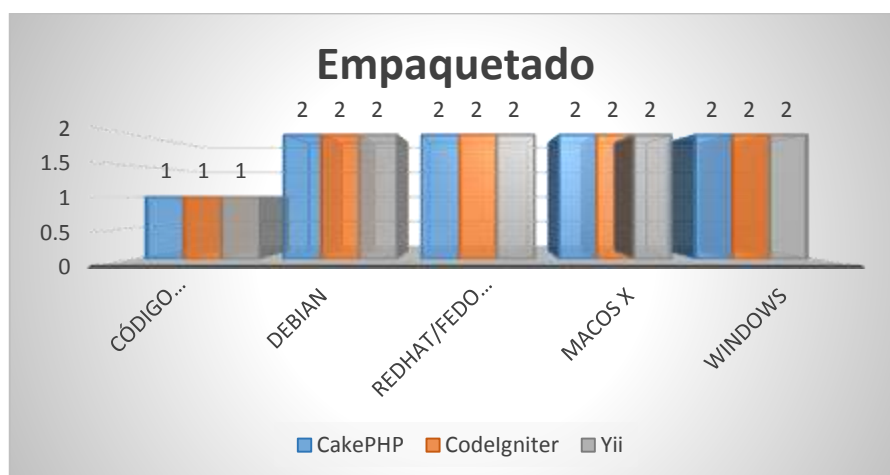 Empaquetado
2 2 2 2 2 2 2 2 2 2 2 2
2
1.5
1
0.5
0
1 1 1
CÓDIGO...
DEBIAN
REDHAT/FEDO...
MACOS X
WINDOWS
CakePHP CodeIgniter Yii